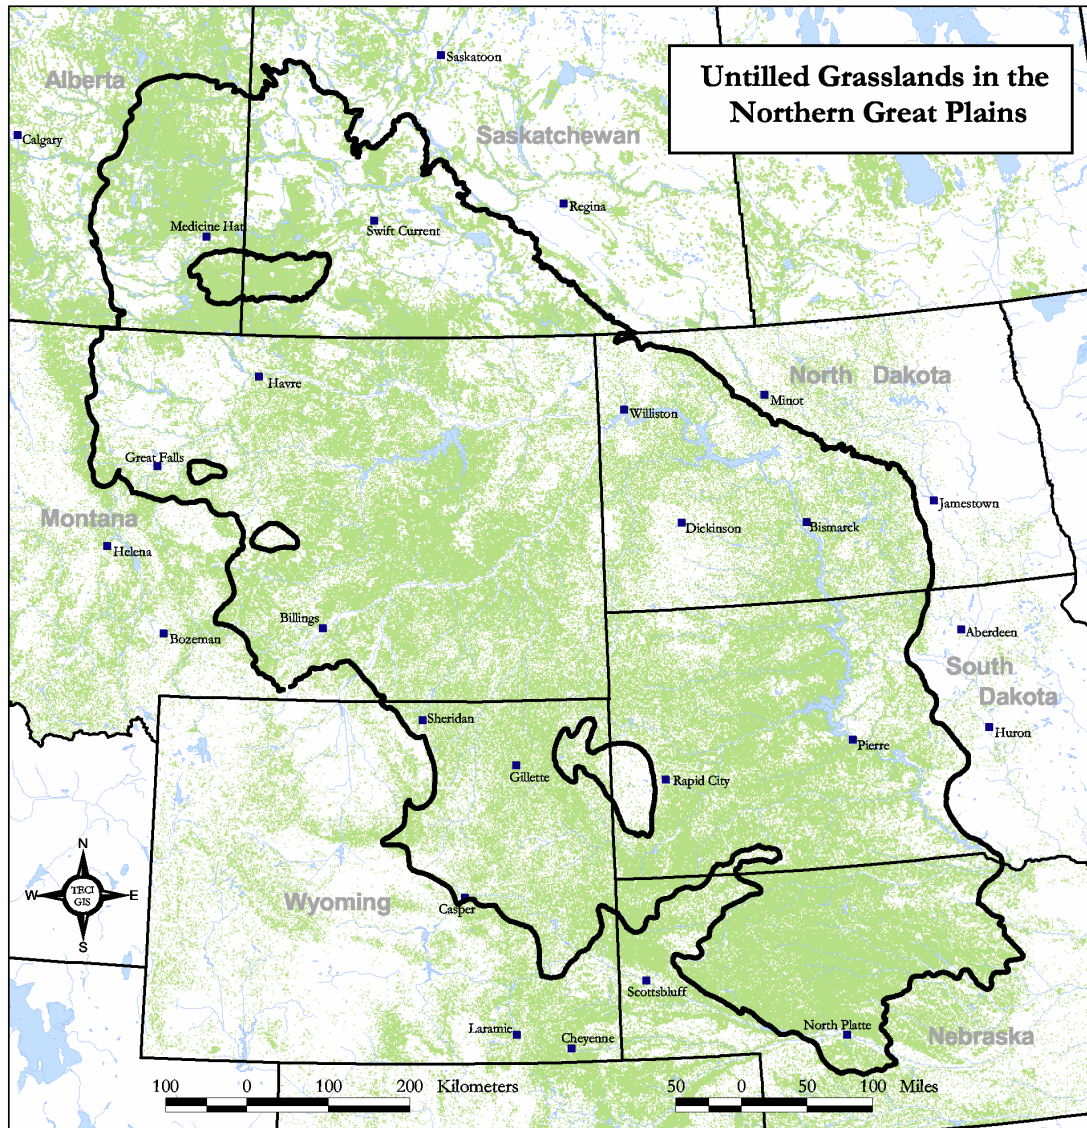 Untilled Grasslands in the
Northern Great Plains
Saskatoon
Alberta
Calgary
Saskatchewan
Regina
Medicine Hat
Swift Current
Havre
North Dakota
Minot
Williston
Great Falls
Jamestown
Montana
Dickinson
Bismarck
Helena
Billings
Bozeman
Aberdeen
South
Dakota
Sheridan
Huron
Pierre
Gillette
Rapid City
N
W
TECI
GIS
E
S
Wyoming
Casper
Scottsbluff
Laramie
North Platte
Nebraska
Cheyenne
100 0 100 200 Kilometers
50 0 50 100 Miles